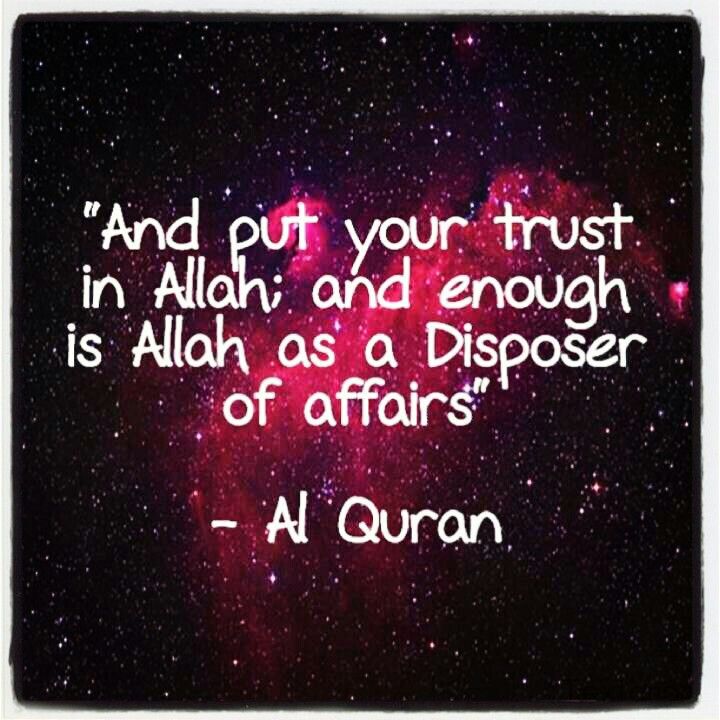 "And put your trust
in Allah; and enough
is Allah as a Disposer
of affairs"
- Al Quran